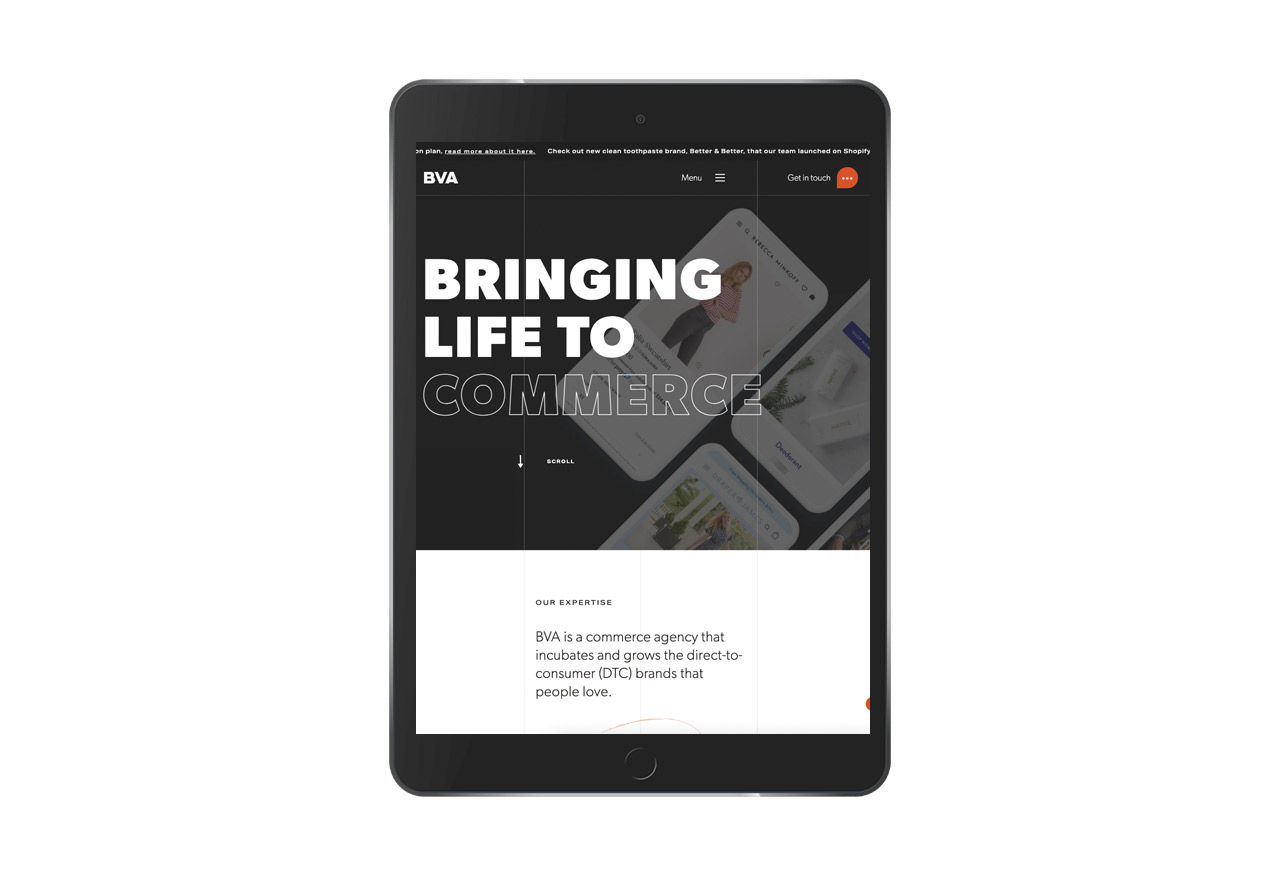 on plan, read more about it here. Check out new clean toothpaste brand, Better & Better, that our team launched on Shopify
BVA
Menu
Get in touch
REBECCA MINKOFF
BRINGING
LIFE TO
COMMERCE
NATIVE
Deodorant
SCROLL
OUR EXPERTISE
BVA is a commerce agency that
incubates and grows the direct-to-
consumer (DTC) brands that
people love.